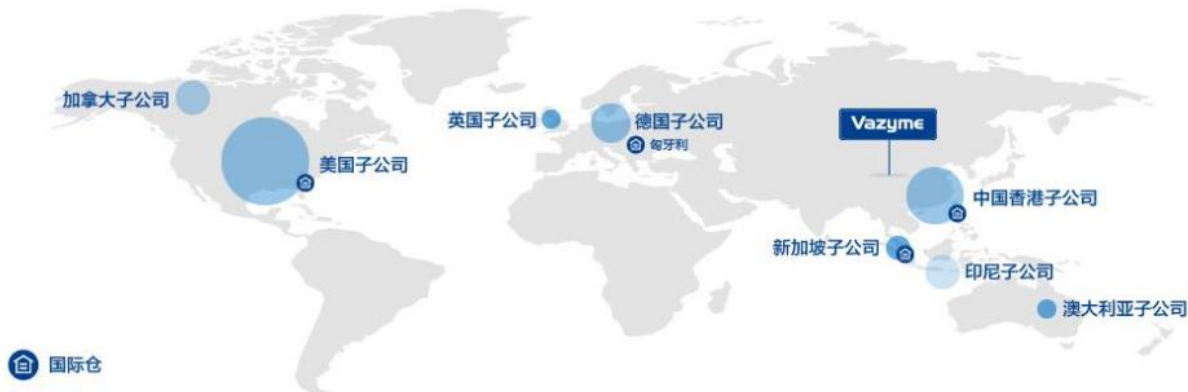 加拿大子公司
美国子公司
英国子公司
德国子公司
匈牙利
Vazyme
中国香港子公司
新加坡子公司
印尼子公司
澳大利亚子公司
国际仓